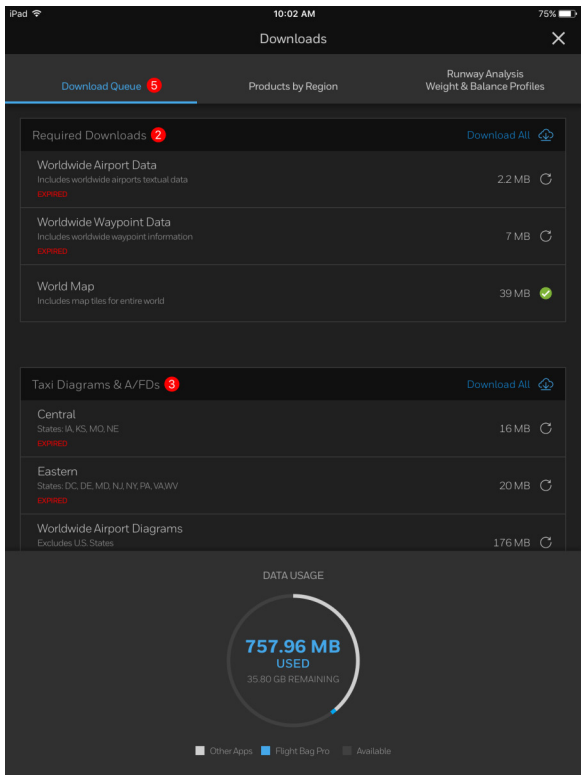 iPad 10:02 AM 75%
Downloads
Download Queue 5
Products by Region
Runway Analysis
Weight & Balance Profiles
Required Downloads 2 Download All
Worldwide Airport Data
Includes worldwide airports textual data
EXPIRED
2.2 MB
Worldwide Waypoint Data
Includes worldwide waypoint information
EXPIRED
7 MB
World Map
Includes map tiles for entire world
39 MB
Taxi Diagrams & A/FDs 3 Download All
Central
States: IA, KS, MO, NE
EXPIRED
16 MB
Eastern
States: DC, DE, MD, NJ, NY, PA, VA,WV
EXPIRED
20 MB
Worldwide Airport Diagrams
Excludes U.S. States
176 MB
DATA USAGE
757.96 MB
USED
35.80 GB REMAINING
Other Apps Flight Bag Pro Available